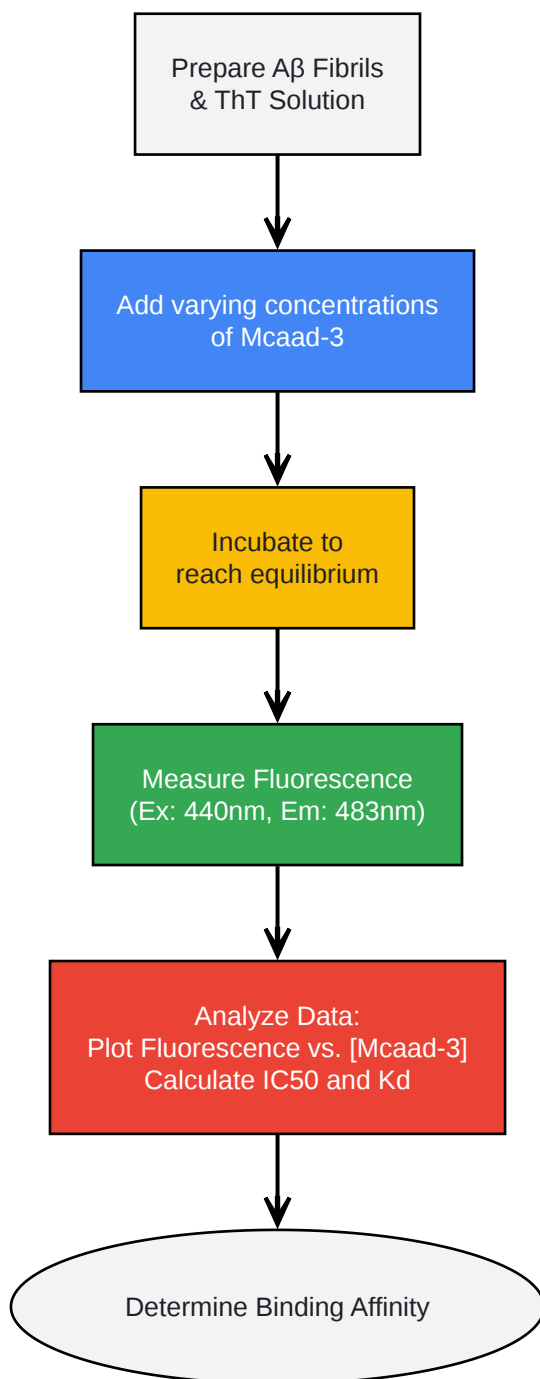 Prepare Aβ Fibrils
& ThT Solution
Add varying concentrations
of Mcaad-3
Incubate to
reach equilibrium
Measure Fluorescence
(Ex: 440nm, Em: 483nm)
Analyze Data:
Plot Fluorescence vs. [Mcaad-3]
Calculate IC50 and Kd
Determine Binding Affinity